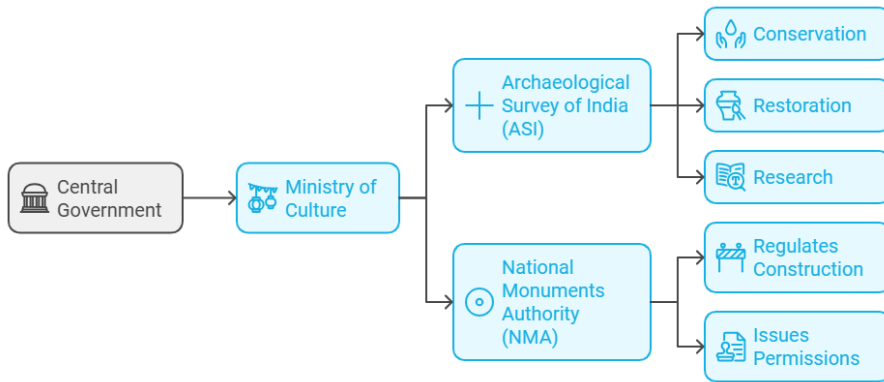 Central
Government
Ministry of
Culture
Archaeological
Survey of India
(ASI)
Conservation
Restoration
Research
National
Monuments
Authority
(NMA)
Regulates
Construction
Issues
Permissions